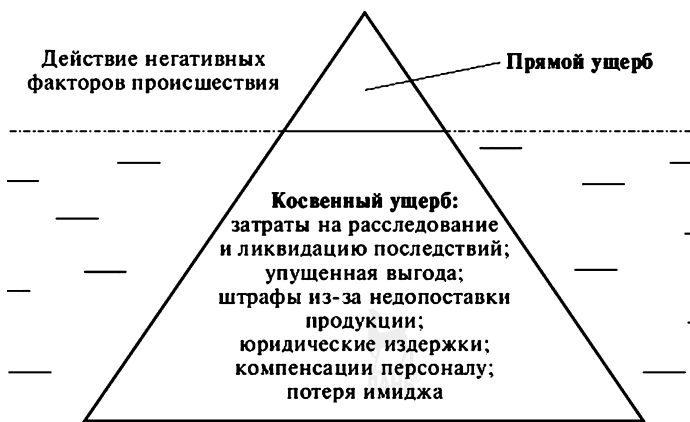 Действие негативных
факторов происшествия
Прямой ущерб
Косвенный ущерб:
затраты на расследование
и ликвидацию последствий;
упущенная выгода;
штрафы из-за недопоставки
продукции;
юридические издержки;
компенсации персоналу;
потеря имиджа